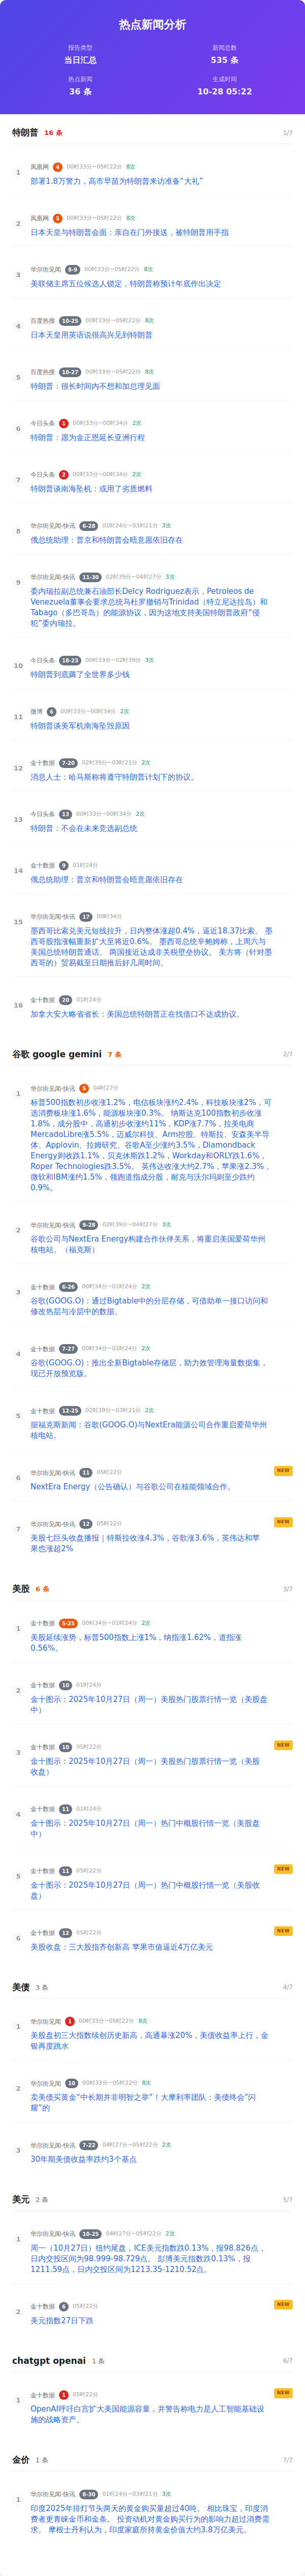 热点新闻分析
报告类型
当日汇总
新闻总数
535 条
热点新闻
36 条
生成时间
10-28 05:22
特朗普 16 条 1/7
1
凤凰网 4 00时33分~05时22分 8次
部署1.8万警力，高市早苗为特朗普来访准备“大礼”
2
凤凰网 5 00时33分~05时22分 8次
日本天皇与特朗普会面：亲自在门外接送，被特朗普用手指
3
华尔街见闻 8-9 00时33分~05时22分 8次
美联储主席五位候选人锁定，特朗普称预计年底作出决定
4
百度热搜 10-25 00时33分~05时22分 8次
日本天皇用英语说很高兴见到特朗普
5
百度热搜 10-27 00时33分~05时22分 8次
特朗普：很长时间内不想和加总理见面
6
今日头条 1 00时33分~00时34分 2次
特朗普：愿为金正恩延长亚洲行程
7
今日头条 2 00时33分~00时34分 2次
特朗普谈南海坠机：或用了劣质燃料
8
华尔街见闻-快讯 6-28 01时24分~03时21分 3次
俄总统助理：普京和特朗普会晤意愿依旧存在
9
华尔街见闻-快讯 11-30 02时39分~04时27分 3次
委内瑞拉副总统兼石油部长Delcy Rodriguez表示，Petroleos de
Venezuela董事会要求总统马杜罗撤销与Trinidad（特立尼达拉岛）和
Tabago（多巴哥岛）的能源协议，因为这地方支持美国特朗普政府“侵
犯”委内瑞拉。
10
今日头条 18-23 00时33分~02时39分 3次
特朗普到底薅了全世界多少钱
11
微博 6 00时33分~00时34分 2次
特朗普谈美军机南海坠毁原因
12
金十数据 7-20 02时39分~03时21分 2次
消息人士：哈马斯称将遵守特朗普计划下的协议。
13
今日头条 13 00时33分~00时34分 2次
特朗普：不会在未来竞选副总统
14
金十数据 9 01时24分
俄总统助理：普京和特朗普会晤意愿依旧存在
15
华尔街见闻-快讯 17 00时34分
墨西哥比索兑美元短线拉升，日内整体涨超0.4%，逼近18.37比索。 墨
西哥股指涨幅重新扩大至将近0.6%。 墨西哥总统辛鲍姆称，上周六与
美国总统特朗普通话。 两国接近达成非关税壁垒协议。 美方将（针对墨
西哥的）贸易截至日期推后好几周时间。
16
金十数据 20 01时24分
加拿大安大略省省长：美国总统特朗普正在找借口不达成协议。
谷歌 google gemini 7 条 2/7
1
华尔街见闻-快讯 5 04时27分
标普500指数初步收涨1.2%，电信板块涨约2.4%，科技板块涨2%，可
选消费板块涨1.6%，能源板块涨0.3%。 纳斯达克100指数初步收涨
1.8%，成分股中，高通初步收涨11%，KDP涨7.7%，拉美电商
MercadoLibre涨5.5%，迈威尔科技、Arm控股、特斯拉、安森美半导
体、Applovin、拉姆研究、谷歌A至少涨约3.5%，Diamondback
Energy则收跌1.1%，贝克休斯跌1.2%，Workday和ORLY跌1.6%，
Roper Technologies跌3.5%。 英伟达收涨大约2.7%，苹果涨2.3%，
微软和IBM涨约1.5%，领跑道指成分股，耐克与沃尔玛则至少跌约
0.9%。
2
华尔街见闻-快讯 9-28 02时39分~04时27分 3次
谷歌公司与NextEra Energy构建合作伙伴关系，将重启美国爱荷华州
核电站。（福克斯）
3
金十数据 6-26 00时34分~01时24分 2次
谷歌(GOOG.O)：通过Bigtable中的分层存储，可借助单一接口访问和
修改热层与冷层中的数据。
4
金十数据 7-27 00时34分~01时24分 2次
谷歌(GOOG.O)：推出全新Bigtable存储层，助力效管理海量数据集，
现已开放预览版。
5
金十数据 12-25 02时39分~03时21分 2次
据福克斯新闻：谷歌(GOOG.O)与NextEra能源公司合作重启爱荷华州
核电站。
6
华尔街见闻-快讯 11 05时22分 NEW
NextEra Energy（公告确认）与谷歌公司在核能领域合作。
7
华尔街见闻-快讯 12 05时22分 NEW
美股七巨头收盘播报｜特斯拉收涨4.3%，谷歌涨3.6%，英伟达和苹
果也涨超2%
美股 6 条 3/7
1
金十数据 5-25 00时34分~01时24分 2次
美股延续涨势，标普500指数上涨1%，纳指涨1.62%，道指涨
0.56%。
2
金十数据 10 01时24分
金十图示：2025年10月27日（周一）美股热门股票行情一览（美股盘
中）
3
金十数据 10 05时22分 NEW
金十图示：2025年10月27日（周一）美股热门股票行情一览（美股
收盘）
4
金十数据 11 01时24分
金十图示：2025年10月27日（周一）热门中概股行情一览（美股盘
中）
5
金十数据 11 05时22分 NEW
金十图示：2025年10月27日（周一）热门中概股行情一览（美股收
盘）
6
金十数据 12 05时22分 NEW
美股收盘：三大股指齐创新高 苹果市值逼近4万亿美元
美债 3 条 4/7
1
华尔街见闻 1 00时33分~05时22分 8次
美股盘初三大指数续创历史新高，高通暴涨20%，美债收益率上行，金
银再度跳水
2
华尔街见闻 10 00时33分~05时22分 8次
卖美债买黄金“中长期并非明智之举”！大摩利率团队：美债终会“闪
耀”的
3
华尔街见闻-快讯 7-22 04时27分~05时22分 2次
30年期美债收益率跌约3个基点
美元 2 条 5/7
1
华尔街见闻-快讯 10-25 04时27分~05时22分 2次
周一（10月27日）纽约尾盘，ICE美元指数跌0.13%，报98.826点，
日内交投区间为98.999-98.729点。 彭博美元指数跌0.13%，报
1211.59点，日内交投区间为1213.35-1210.52点。
2
金十数据 6 05时22分 NEW
美元指数27日下跌
chatgpt openai 1 条 6/7
1
金十数据 1 05时22分 NEW
OpenAI呼吁白宫扩大美国能源容量，并警告称电力是人工智能基础设
施的战略资产。
金价 1 条 7/7
1
华尔街见闻-快讯 8-30 01时24分~03时21分 3次
印度2025年排灯节头两天的黄金购买量超过40吨。 相比珠宝，印度消
费者更青睐金币和金条。 投资动机对黄金购买行为的影响力超过消费需
求。 摩根士丹利认为，印度家庭所持黄金价值大约3.8万亿美元。